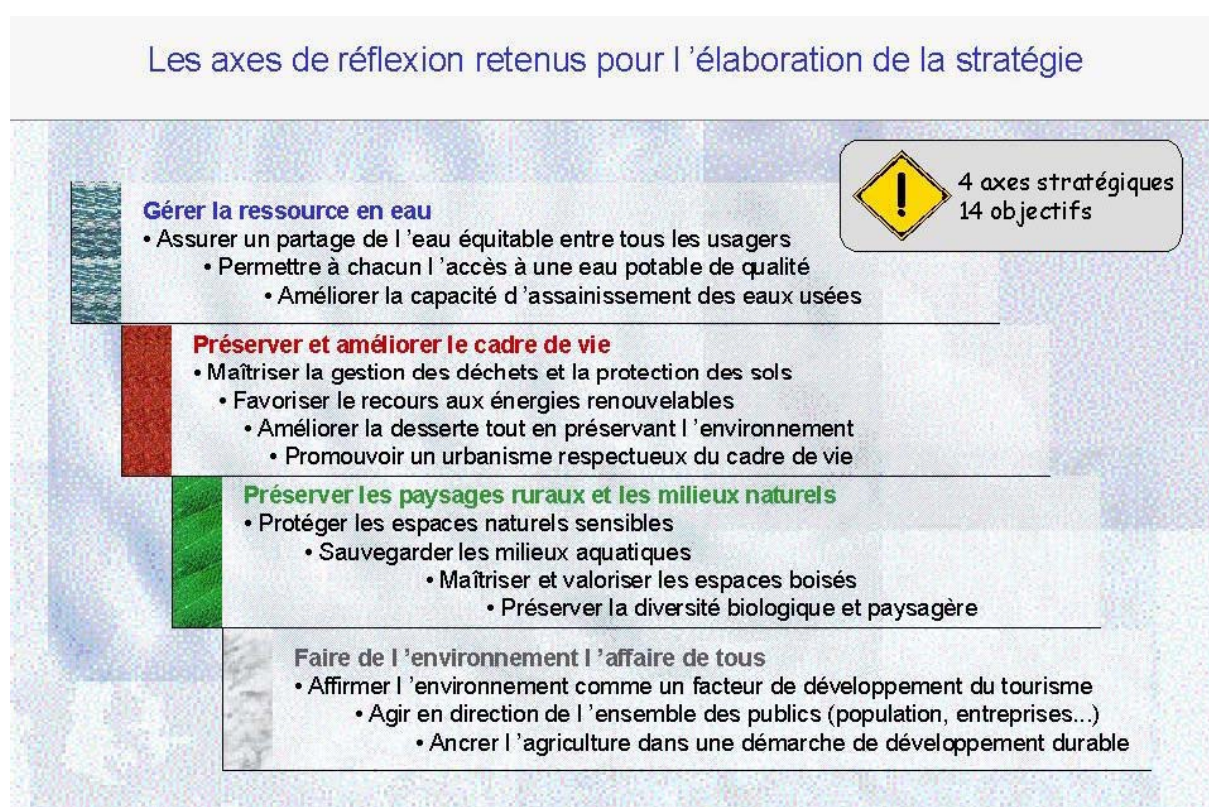 Les axes de réflexion retenus pour l ’élaboration de la stratégie
4 axes stratégiques
14 objectifs
Gérer la ressource en eau
• Assurer un partage de l ’eau équitable entre tous les usagers
• Permettre à chacun l ’accès à une eau potable de qualité
• Améliorer la capacité d ’assainissement des eaux usées
Préserver et améliorer le cadre de vie
• Maîtriser la gestion des déchets et la protection des sols
• Favoriser le recours aux énergies renouvelables
• Améliorer la desserte tout en préservant l ’environnement
• Promouvoir un urbanisme respectueux du cadre de vie
Préserver les paysages ruraux et les milieux naturels
• Protéger les espaces naturels sensibles
• Sauvegarder les milieux aquatiques
• Maîtriser et valoriser les espaces boisés
• Préserver la diversité biologique et paysagère
Faire de l ’environnement l ’affaire de tous
• Affirmer l ’environnement comme un facteur de développement du tourisme
• Agir en direction de l ’ensemble des publics (population, entreprises...)
• Ancrer l ’agriculture dans une démarche de développement durable